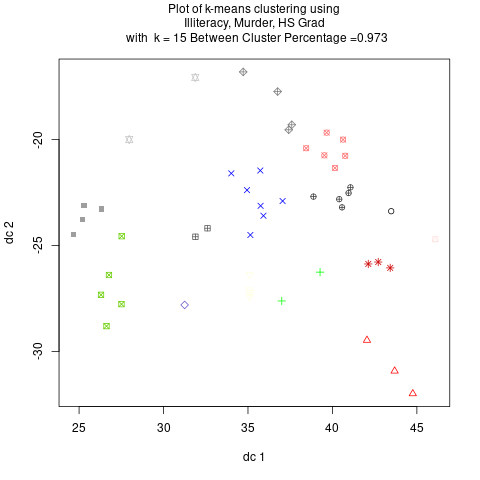 Plot of k-means clustering using
Illiteracy, Murder, HS Grad
with k = 15 Between Cluster Percentage =0.973
-20
-25
-30
dc 2
25 30 35 40 45
dc 1